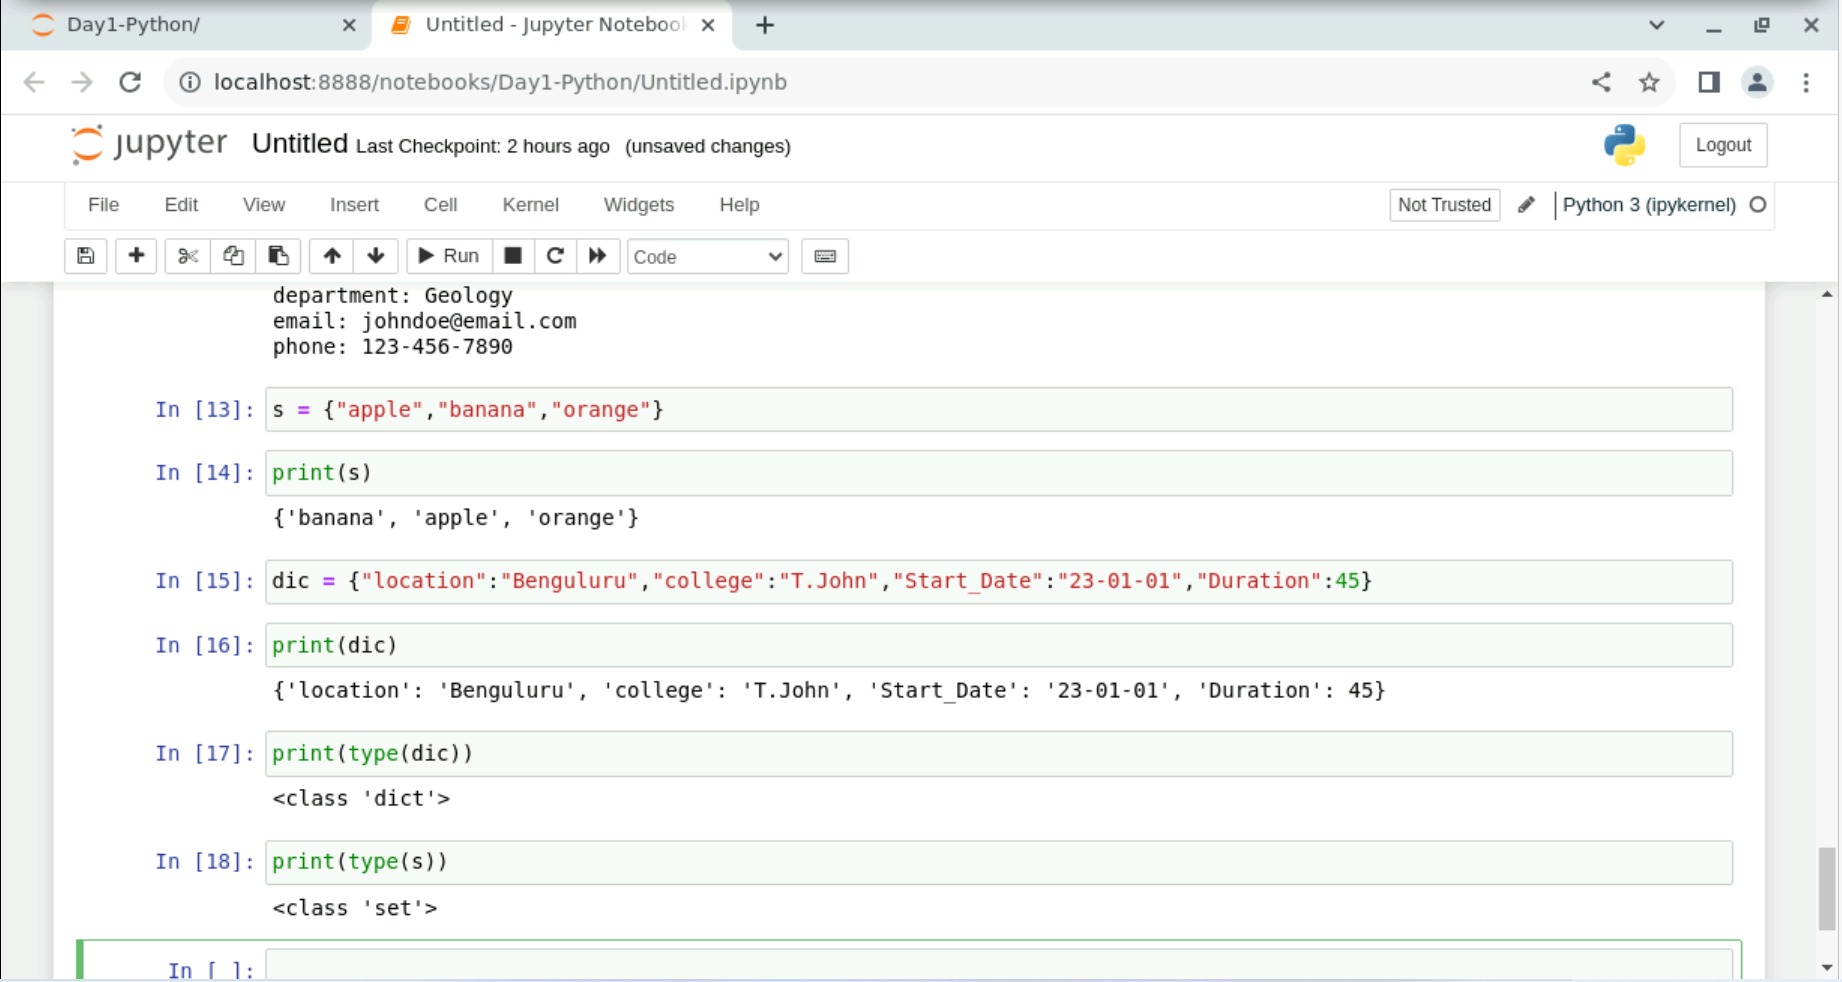 Day1-Python/
Untitled - Jupyter Notebook
localhost:8888/notebooks/Day1-Python/Untitled.ipynb
jupyter Untitled Last Checkpoint: 2 hours ago (unsaved changes)
Logout
File Edit View Insert Cell Kernel Widgets Help
Not Trusted
Python 3 (ipykernel)
Run
Code
department: Geology
email: johndoe@email.com
phone: 123-456-7890
In [13]: s = {"apple","banana","orange"}
In [14]: print(s)
{'banana', 'apple', 'orange'}
In [15]: dic = {"location":"Benguluru","college":"T.John","Start_Date":"23-01-01","Duration":45}
In [16]: print(dic)
{'location': 'Benguluru', 'college': 'T.John', 'Start_Date': '23-01-01', 'Duration': 45}
In [17]: print(type(dic))
<class 'dict'>
In [18]: print(type(s))
<class 'set'>
In [ ]: